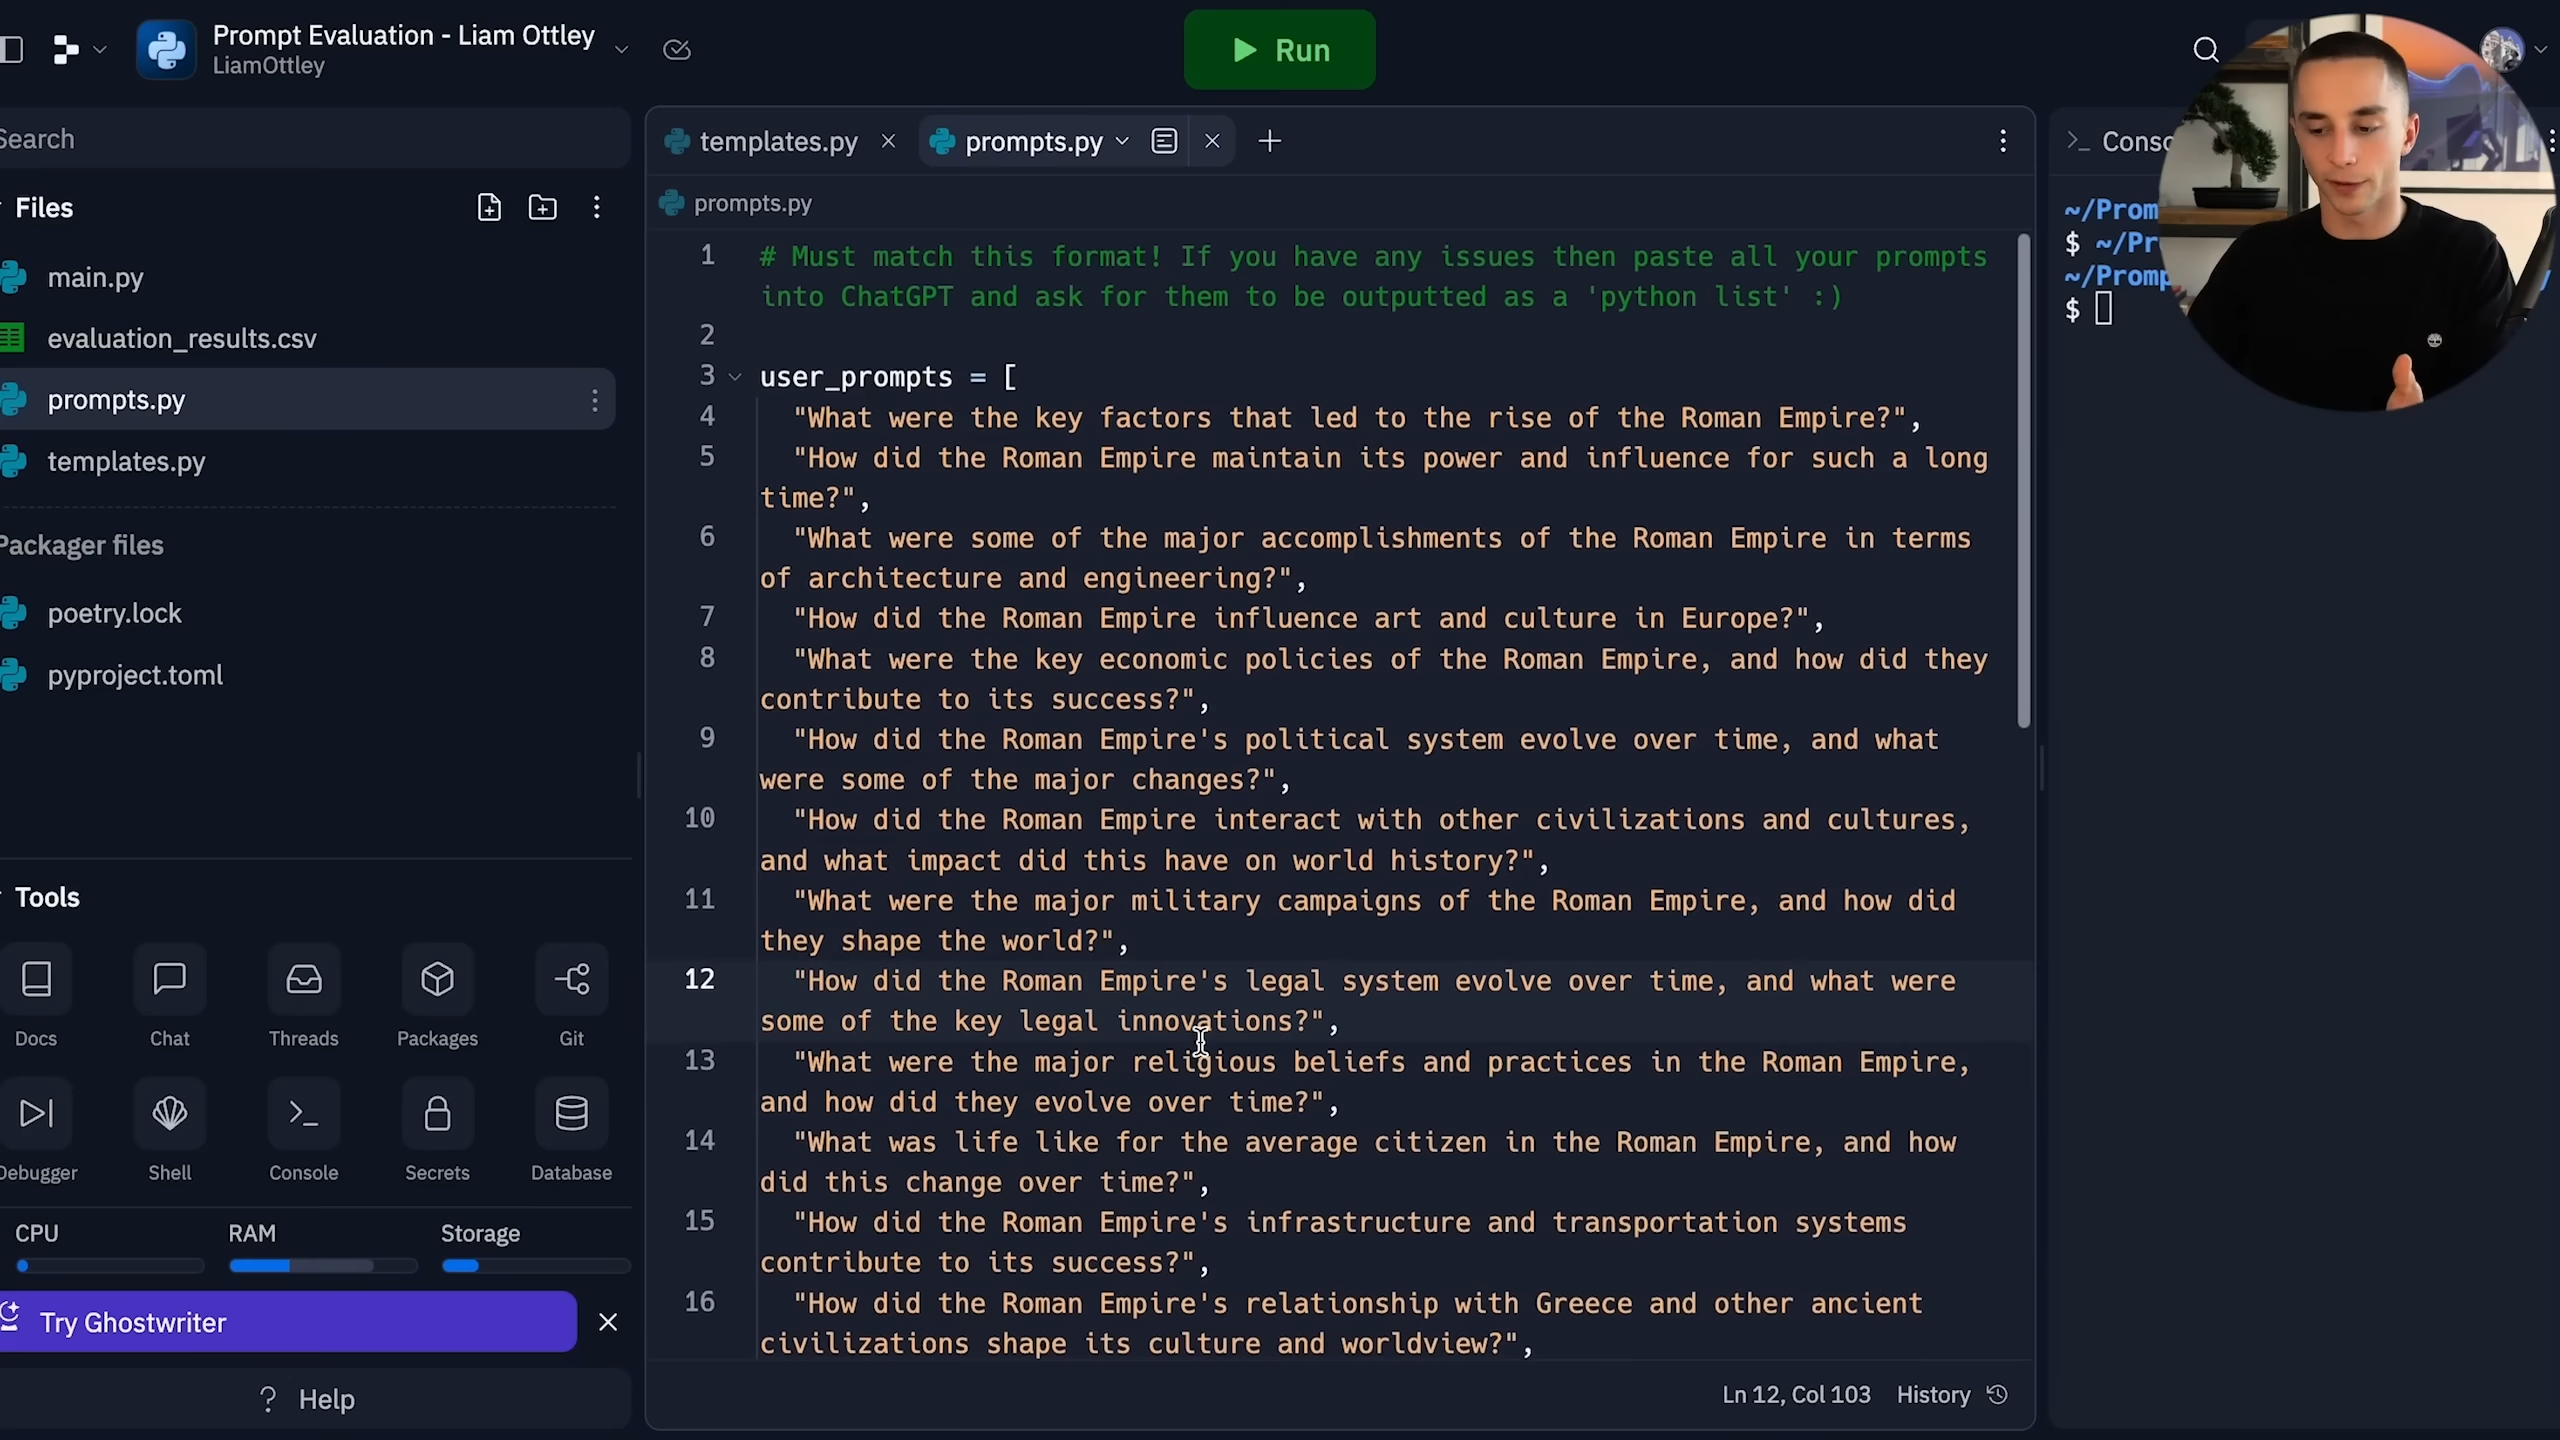 Prompt Evaluation - Liam Ottley
LiamOttley
Run
Search
Files
main.py
evaluation_results.csv
prompts.py
templates.py
Packager files
poetry.lock
pyproject.toml
Tools
Docs
Chat
Threads
Packages
Git
Debugger
Shell
Console
Secrets
Database
CPU
RAM
Storage
Try Ghostwriter
? Help
templates.py
prompts.py
prompts.py
1 # Must match this format! If you have any issues then paste all your prompts
into ChatGPT and ask for them to be outputted as a 'python list' :)
2
3 user_prompts = [
4 "What were the key factors that led to the rise of the Roman Empire?",
5 "How did the Roman Empire maintain its power and influence for such a long
time?",
6 "What were some of the major accomplishments of the Roman Empire in terms
of architecture and engineering?",
7 "How did the Roman Empire influence art and culture in Europe?",
8 "What were the key economic policies of the Roman Empire, and how did they
contribute to its success?",
9 "How did the Roman Empire's political system evolve over time, and what
were some of the major changes?",
10 "How did the Roman Empire interact with other civilizations and cultures,
and what impact did this have on world history?",
11 "What were the major military campaigns of the Roman Empire, and how did
they shape the world?",
12 "How did the Roman Empire's legal system evolve over time, and what were
some of the key legal innovations?",
13 "What were the major religious beliefs and practices in the Roman Empire,
and how did they evolve over time?",
14 "What was life like for the average citizen in the Roman Empire, and how
did this change over time?",
15 "How did the Roman Empire's infrastructure and transportation systems
contribute to its success?",
16 "How did the Roman Empire's relationship with Greece and other ancient
civilizations shape its culture and worldview?",
Ln 12, Col 103 History
>_ Conso
~/Prom
$ ~/Pr
~/Promp
$